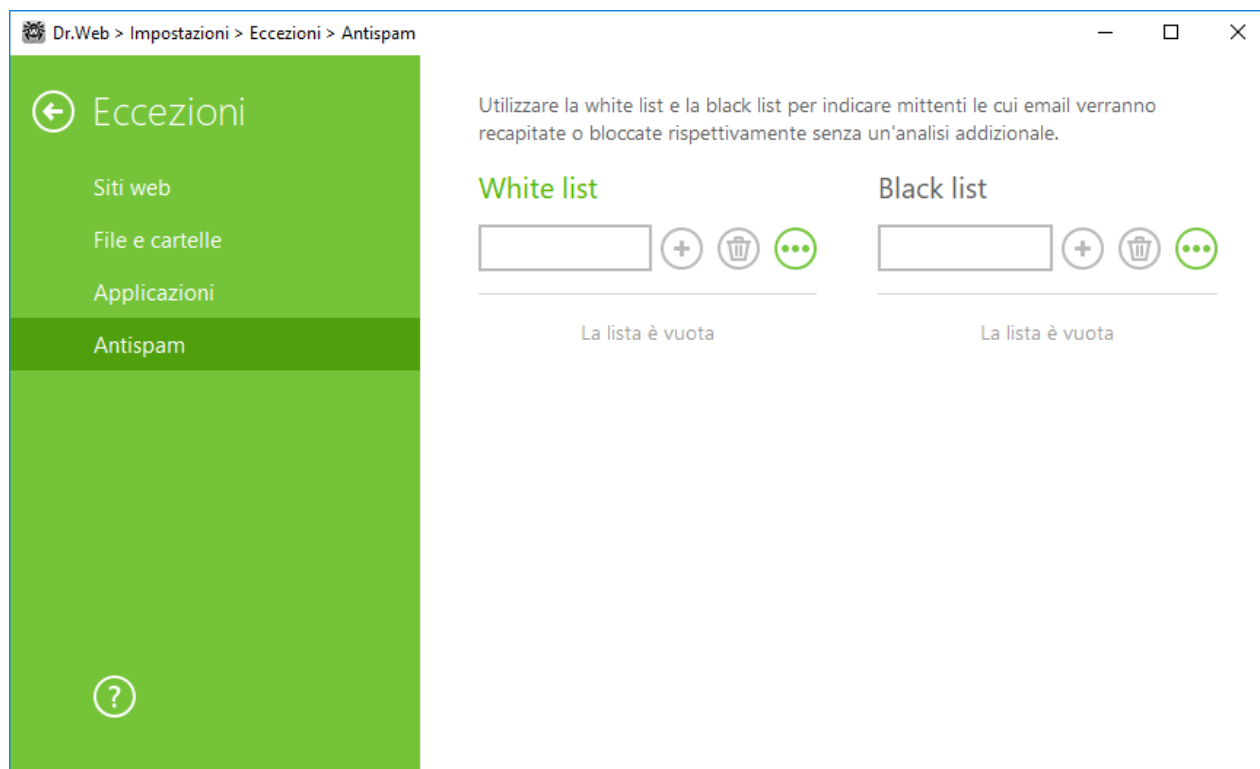 Dr.Web > Impostazioni > Eccezioni > Antispam
Eccezioni
Siti web
File e cartelle
Applicazioni
Antispam
?
Utilizzare la white list e la black list per indicare mittenti le cui email verranno
recapitate o bloccate rispettivamente senza un'analisi addizionale.
White list
La lista è vuota
Black list
La lista è vuota